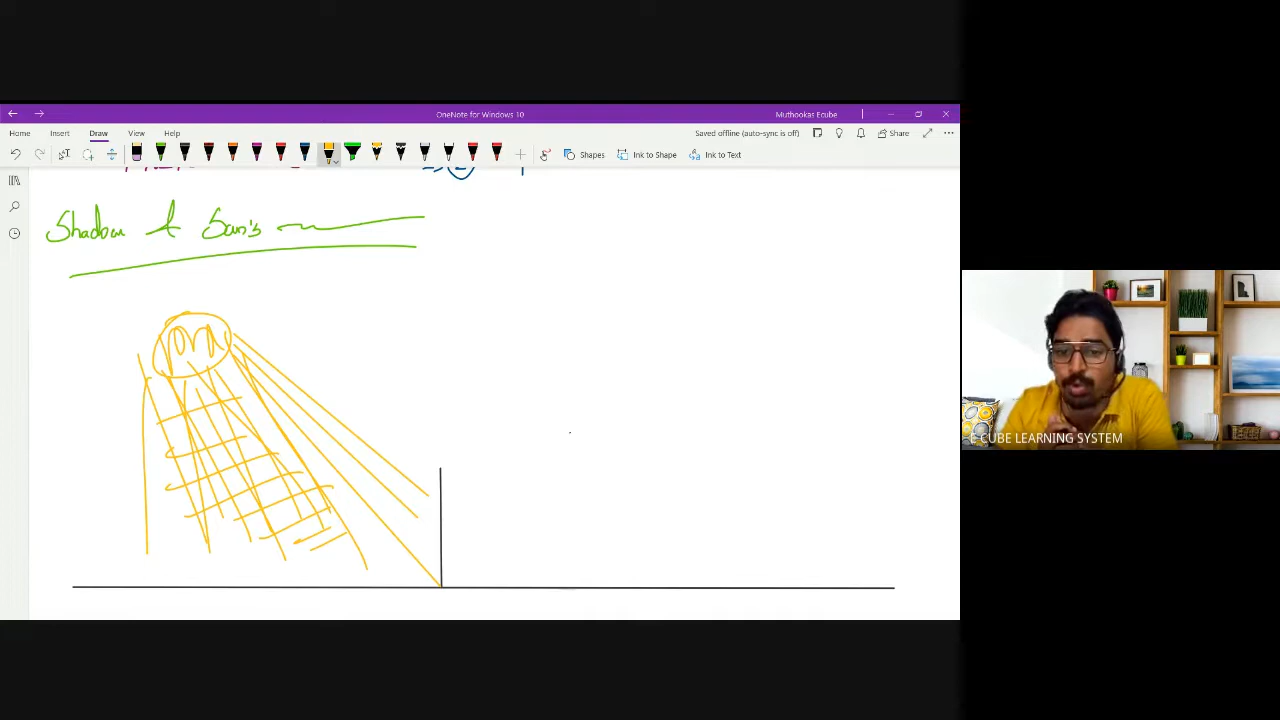 OneNote for Windows 10
Muthookas Ecube
Home Insert Draw View Help
Saved offline (auto-sync is off)
Share
Shapes Ink to Shape Ink to Text
Shadow & Sun's
E CUBE LEARNING SYSTEM